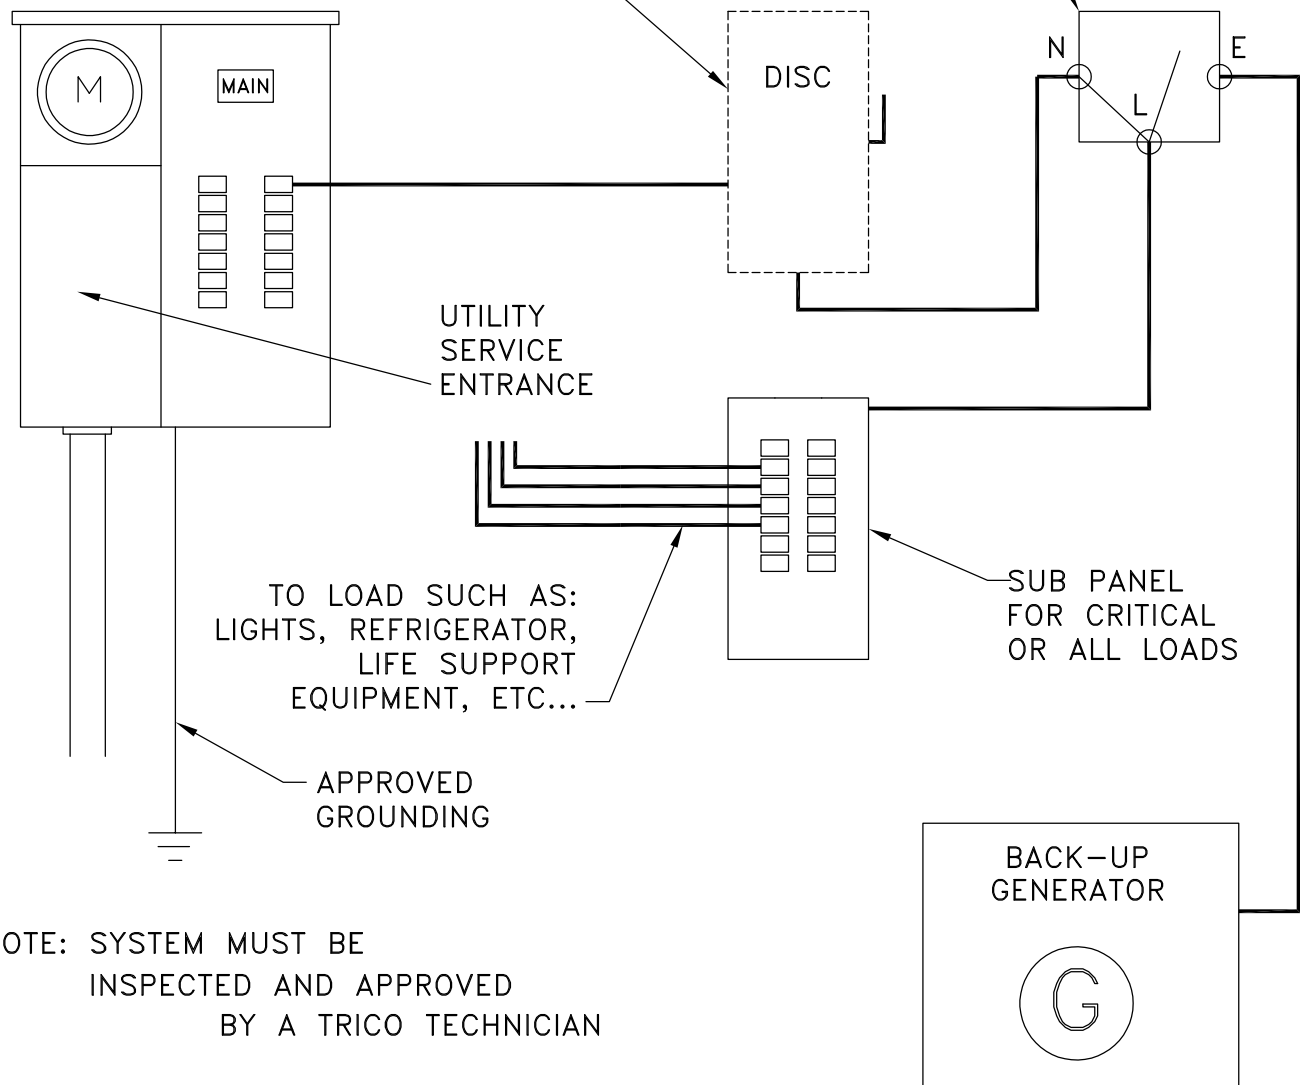 M
MAIN
DISC
N
E
L
UTILITY
SERVICE
ENTRANCE
TO LOAD SUCH AS:
LIGHTS, REFRIGERATOR,
LIFE SUPPORT
EQUIPMENT, ETC...
SUB PANEL
FOR CRITICAL
OR ALL LOADS
APPROVED
GROUNDING
BACK-UP
GENERATOR
G
OTE: SYSTEM MUST BE
INSPECTED AND APPROVED
BY A TRICO TECHNICIAN